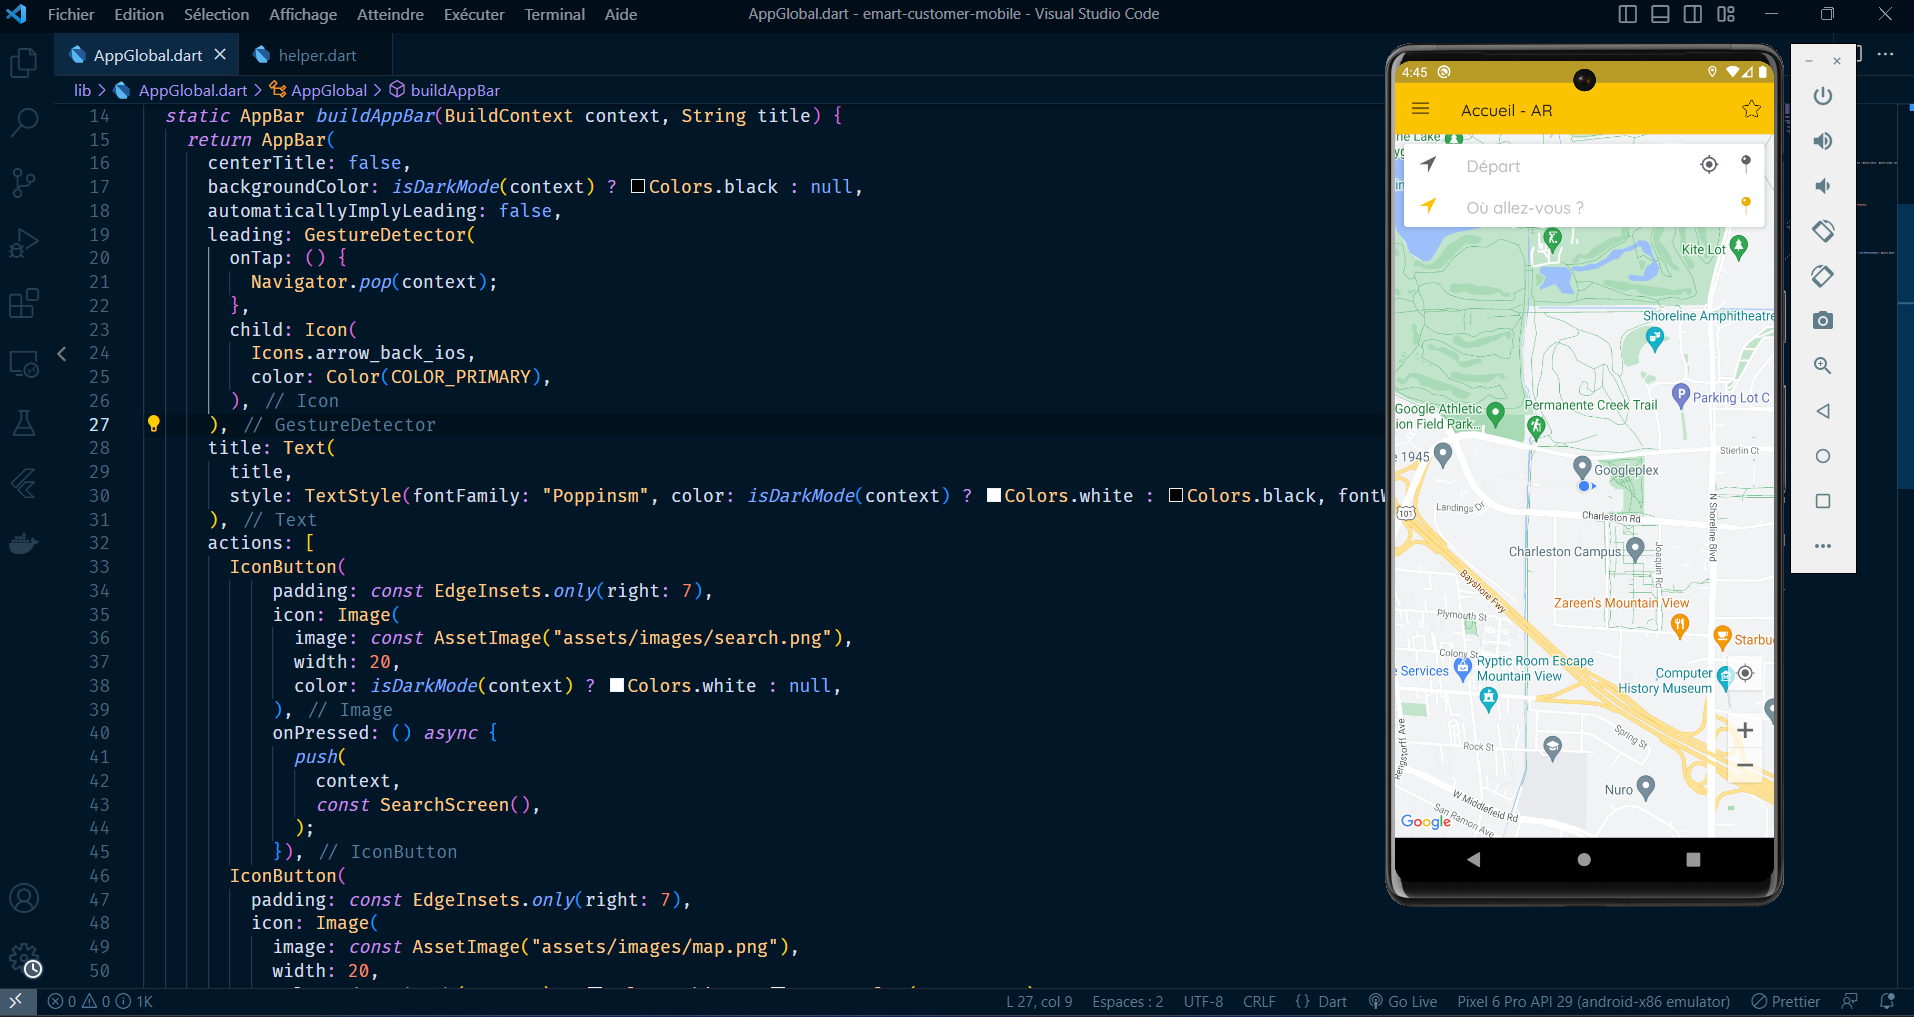 Fichier Edition Sélection Affichage Atteindre Exécuter Terminal Aide
AppGlobal.dart - emart-customer-mobile - Visual Studio Code
AppGlobal.dart
helper.dart
lib > AppGlobal.dart > AppGlobal > buildAppBar
14 static AppBar buildAppBar(BuildContext context, String title) {
15 return AppBar(
16 centerTitle: false,
17 backgroundColor: isDarkMode(context) ? Colors.black : null,
18 automaticallyImplyLeading: false,
19 leading: GestureDetector(
20 onTap: () {
21 Navigator.pop(context);
22 },
23 child: Icon(
24 Icons.arrow_back_ios,
25 color: Color(COLOR_PRIMARY),
26 ), // Icon
27 ), // GestureDetector
28 title: Text(
29 title,
30 style: TextStyle(fontFamily: "Poppinsm", color: isDarkMode(context) ? Colors.white : Colors.black, font
31 ), // Text
32 actions: [
33 IconButton(
34 padding: const EdgeInsets.only(right: 7),
35 icon: Image(
36 image: const AssetImage("assets/images/search.png"),
37 width: 20,
38 color: isDarkMode(context) ? Colors.white : null,
39 ), // Image
40 onPressed: () async {
41 push(
42 context,
43 const SearchScreen(),
44 );
45 }), // IconButton
46 IconButton(
47 padding: const EdgeInsets.only(right: 7),
48 icon: Image(
49 image: const AssetImage("assets/images/map.png"),
50 width: 20,
4:45
Accueil - AR
Départ
Où allez-vous ?
Kite Lot
Shoreline Amphitheatre
Parking Lot C
Google Athletic
ion Field Park...
Permanente Creek Trail
Stierlin Ct
e 1945
Googleplex
101
Landings Dr
Charleston Rd
N Shoreline Blvd
Charleston Campus
Joaquin Rd
Bayshore Fwy
Zareen's Mountain View
Plymouth St
Starbu
Colony St
e Services
Ryptic Room Escape
Mountain View
Computer
History Museum
Rengstorff Ave
Rock St
Spring St
Nuro
W Middlefield Rd
San Ramon Ave
Google
0 0 1K
L 27, col 9 Espaces : 2 UTF-8 CRLF {} Dart Go Live Pixel 6 Pro API 29 (android-x86 emulator) Prettier